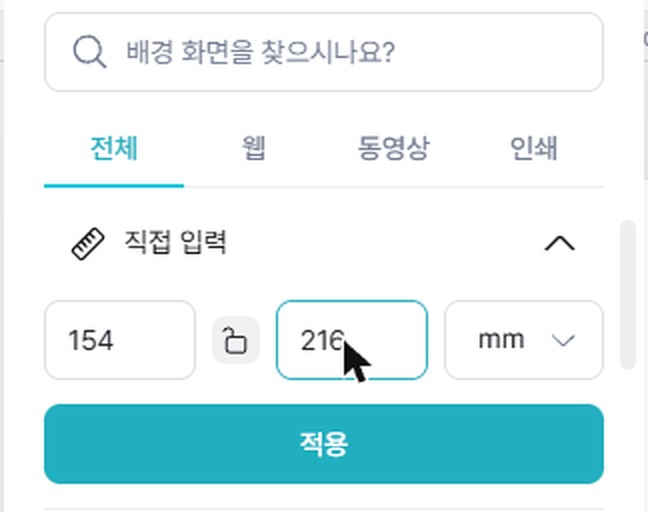 배경 화면을 찾으시나요?
전체 웹 동영상 인쇄
직접 입력
154 216 mm
적용